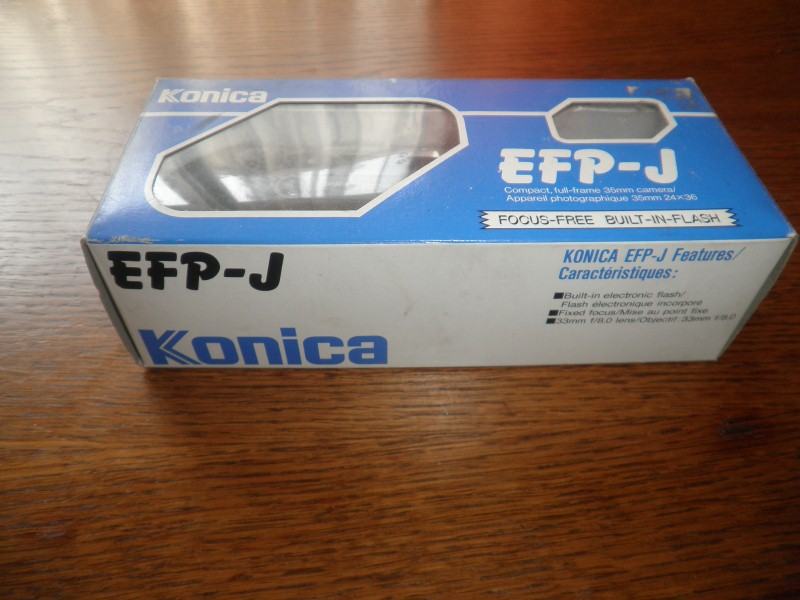 Konica
EFP-J
Compact, full-frame 35mm camera/
Appareil photographique 35mm 24×36
FOCUS-FREE BUILT-IN-FLASH
EFP-J
Konica
KONICA EFP-J Features/
Caractéristiques:
■Built-in electronic flash/
Flash électronique incorporé
■Fixed focus/Mise au point fixe
■33mm f/8.0 lens/Objectif 33mm f/8.0